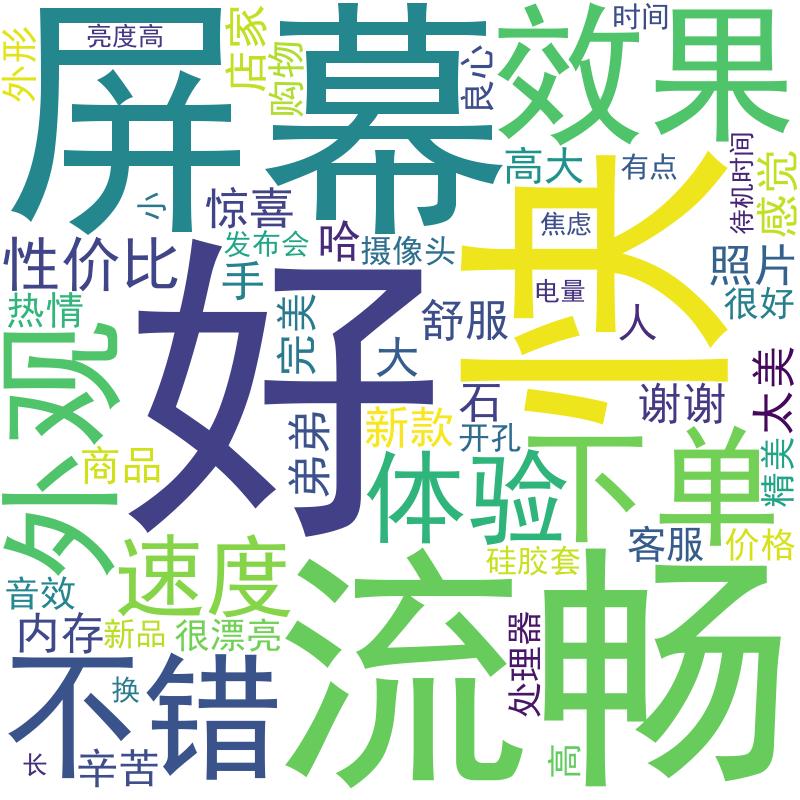 屏幕
效果
时间
亮度高
外形
店家
购物
良心
高大
有点
待机时间
感觉
小
惊喜
快
焦虑
性价比
发布会
哈
摄像头
照片
手
好
电量
很好
热情
完美
舒服
人
外观
大
太美
石
谢谢
弟弟
新款
开孔
下单
商品
体验
精美
速度
客服
价格
硅胶套
音效
流畅
内存
新品
很漂亮
处理器
不错
换
高
长
辛苦